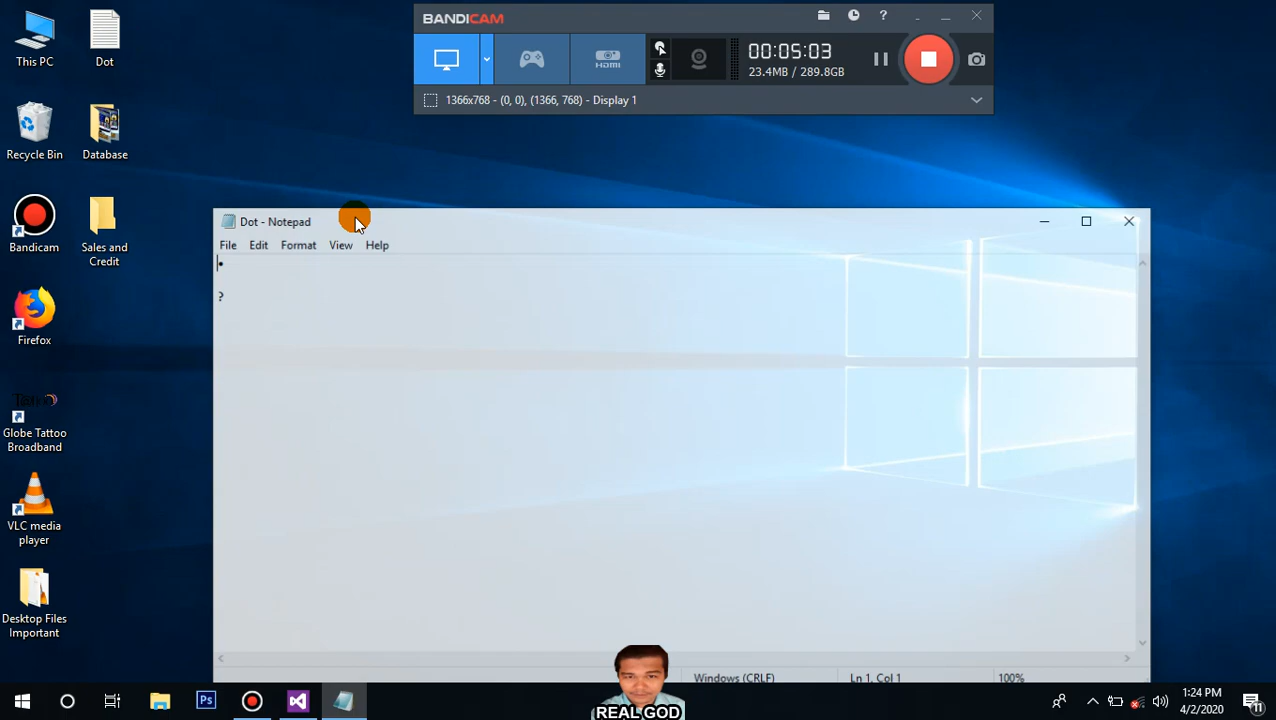 This PC
Dot
Recycle Bin
Database
Bandicam
Sales and
Credit
Firefox
Globe Tattoo
Broadband
VLC media
player
Desktop Files
Important
BANDICAM
?
HDMI
00:05:03
23.4MB / 289.8GB
1366x768 - (0, 0), (1366, 768) - Display 1
Dot - Notepad
File Edit Format View Help
•
?
Windows (CRLF) Ln 1, Col 1 100%
REAL GOD
Ps
1:24 PM
4/2/2020
11